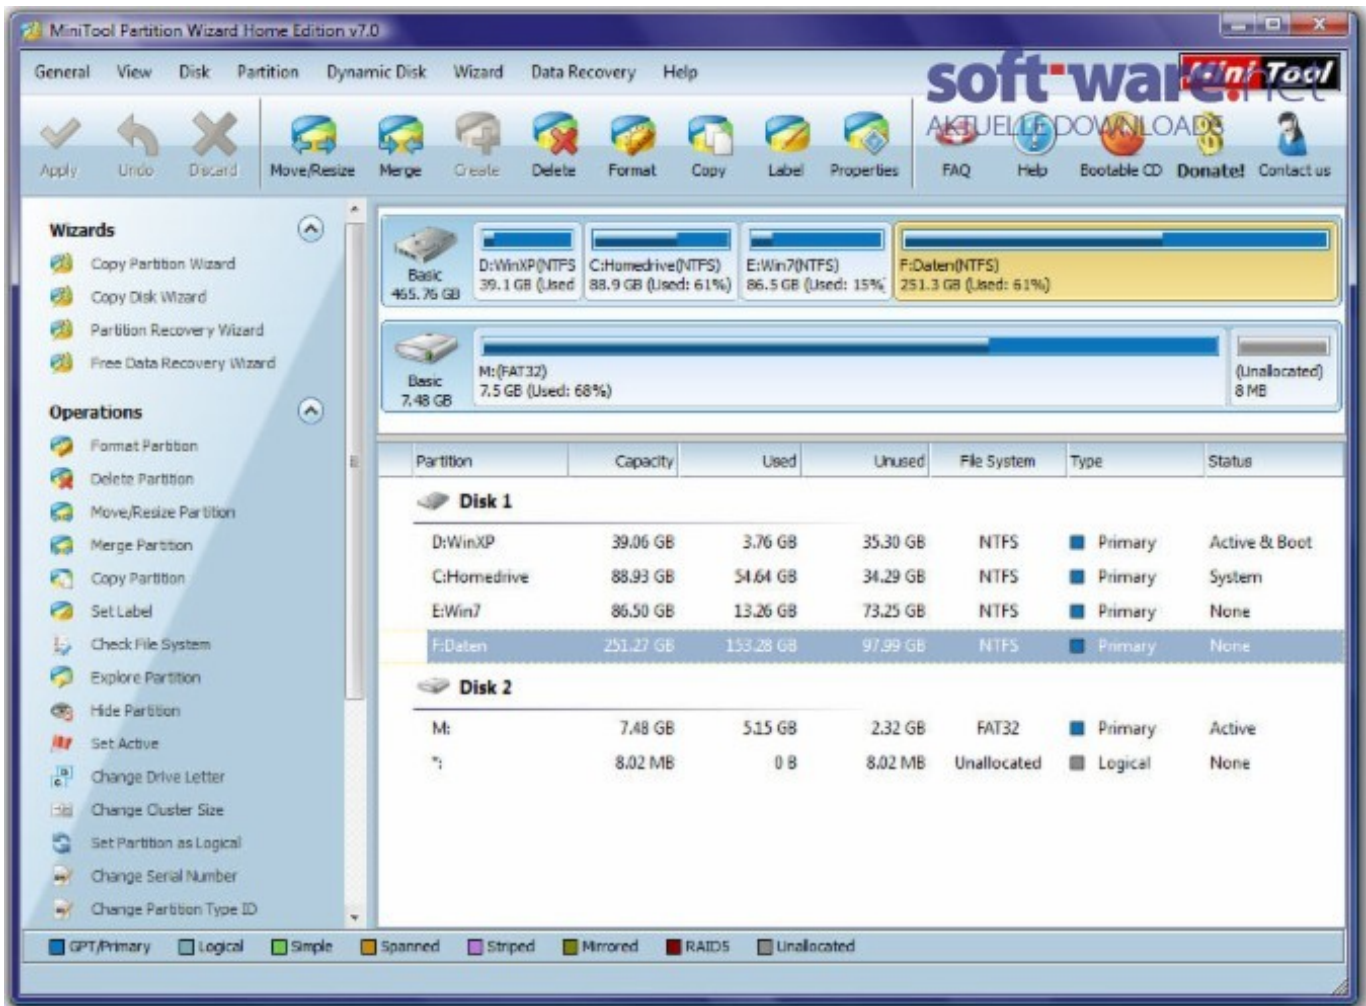 MiniTool Partition Wizard Home Edition v7.0
General View Disk Partition Dynamic Disk Wizard Data Recovery Help
soft-ware.net
AKTUELLE DOWNLOADS
Mini Tool
Apply Undo Discard Move/Resize Merge Create Delete Format Copy Label Properties FAQ Help Bootable CD Donate! Contact us
Wizards
Copy Partition Wizard
Copy Disk Wizard
Partition Recovery Wizard
Free Data Recovery Wizard
Operations
Format Partition
Delete Partition
Move/Resize Partition
Merge Partition
Copy Partition
Set Label
Check File System
Explore Partition
Hide Partition
Set Active
Change Drive Letter
Change Cluster Size
Set Partition as Logical
Change Serial Number
Change Partition Type ID
Basic
465.76 GB
D:WinXP(NTFS
39.1 GB (Used
C:Homedrive(NTFS)
88.9 GB (Used: 61%)
E:Win7(NTFS)
86.5 GB (Used: 15%
F:Daten(NTFS)
251.3 GB (Used: 61%)
Basic
7.48 GB
M:(FAT32)
7.5 GB (Used: 68%)
(Unallocated)
8 MB
Partition Capacity Used Unused File System Type Status
Disk 1
D:WinXP 39.06 GB 3.76 GB 35.30 GB NTFS Primary Active & Boot
C:Homedrive 88.93 GB 54.64 GB 34.29 GB NTFS Primary System
E:Win7 86.50 GB 13.26 GB 73.25 GB NTFS Primary None
F:Daten 251.27 GB 153.28 GB 97.99 GB NTFS Primary None
Disk 2
M: 7.48 GB 5.15 GB 2.32 GB FAT32 Primary Active
*: 8.02 MB 0 B 8.02 MB Unallocated Logical None
GPT/Primary Logical Simple Spanned Striped Mirrored RAID5 Unallocated